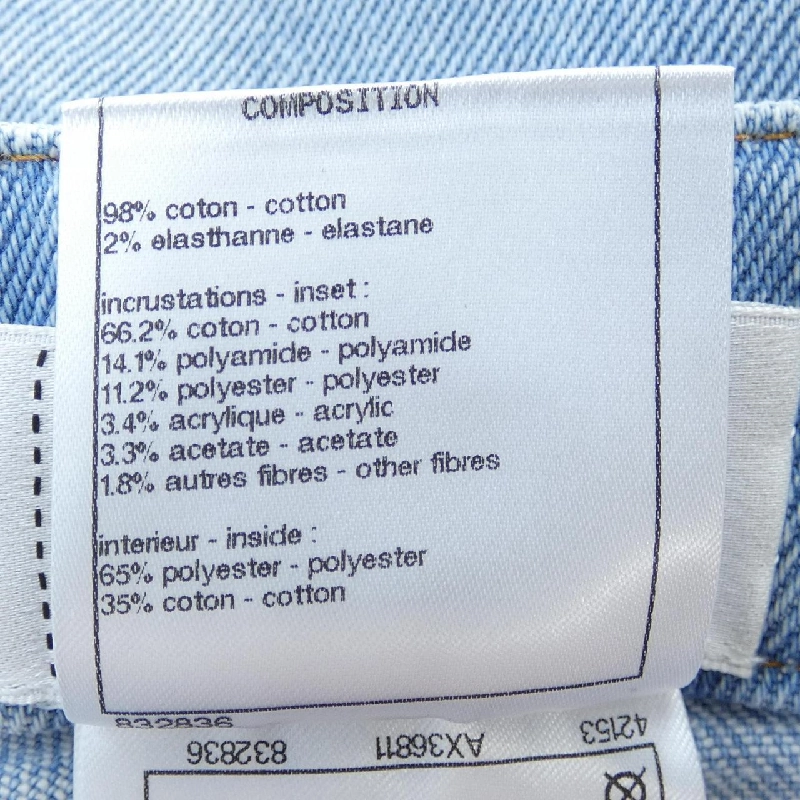 COMPOSITION
98% coton - cotton
2% elasthanne - elastane
incrustations - inset :
66.2% coton - cotton
14.1% polyamide - polyamide
11.2% polyester - polyester
3.4% acrylique - acrylic
3.3% acetate - acetate
1.8% autres fibres - other fibres
interieur - inside :
65% polyester - polyester
35% coton - cotton
832836
42153 AX36811 832836